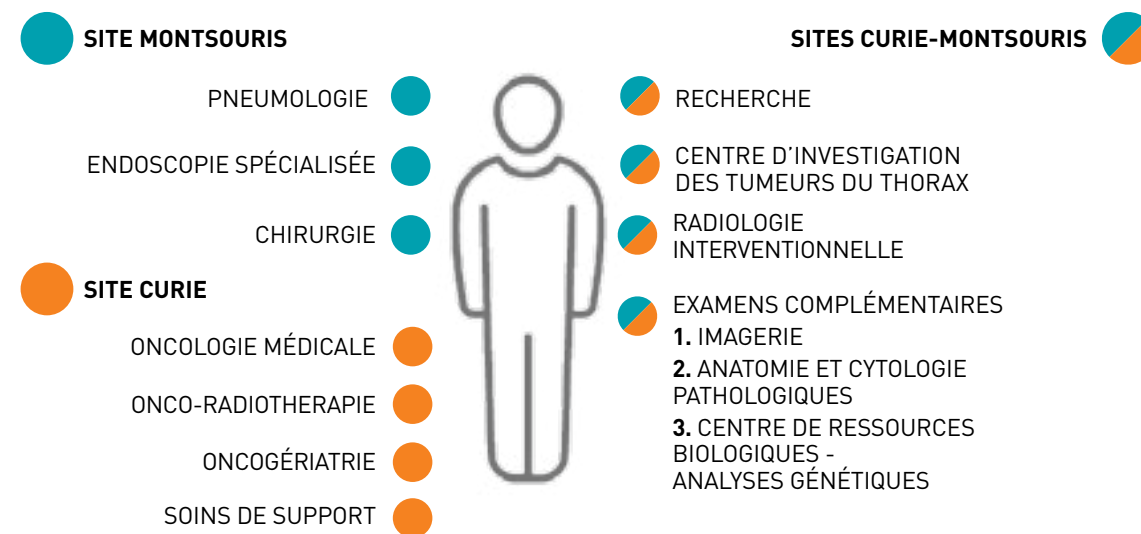 SITE MONTSOURIS
PNEUMOLOGIE
ENDOSCOPIE SPÉCIALISÉE
CHIRURGIE
SITE CURIE
ONCOLOGIE MÉDICALE
ONCO-RADIOTHERAPIE
ONCOGÉRIATRIE
SOINS DE SUPPORT
SITES CURIE-MONTSOURIS
RECHERCHE
CENTRE D'INVESTIGATION
DES TUMEURS DU THORAX
RADIOLOGIE
INTERVENTIONNELLE
EXAMENS COMPLÉMENTAIRES
1. IMAGERIE
2. ANATOMIE ET CYTOLOGIE
PATHOLOGIQUES
3. CENTRE DE RESSOURCES
BIOLOGIQUES -
ANALYSES GÉNÉTIQUES